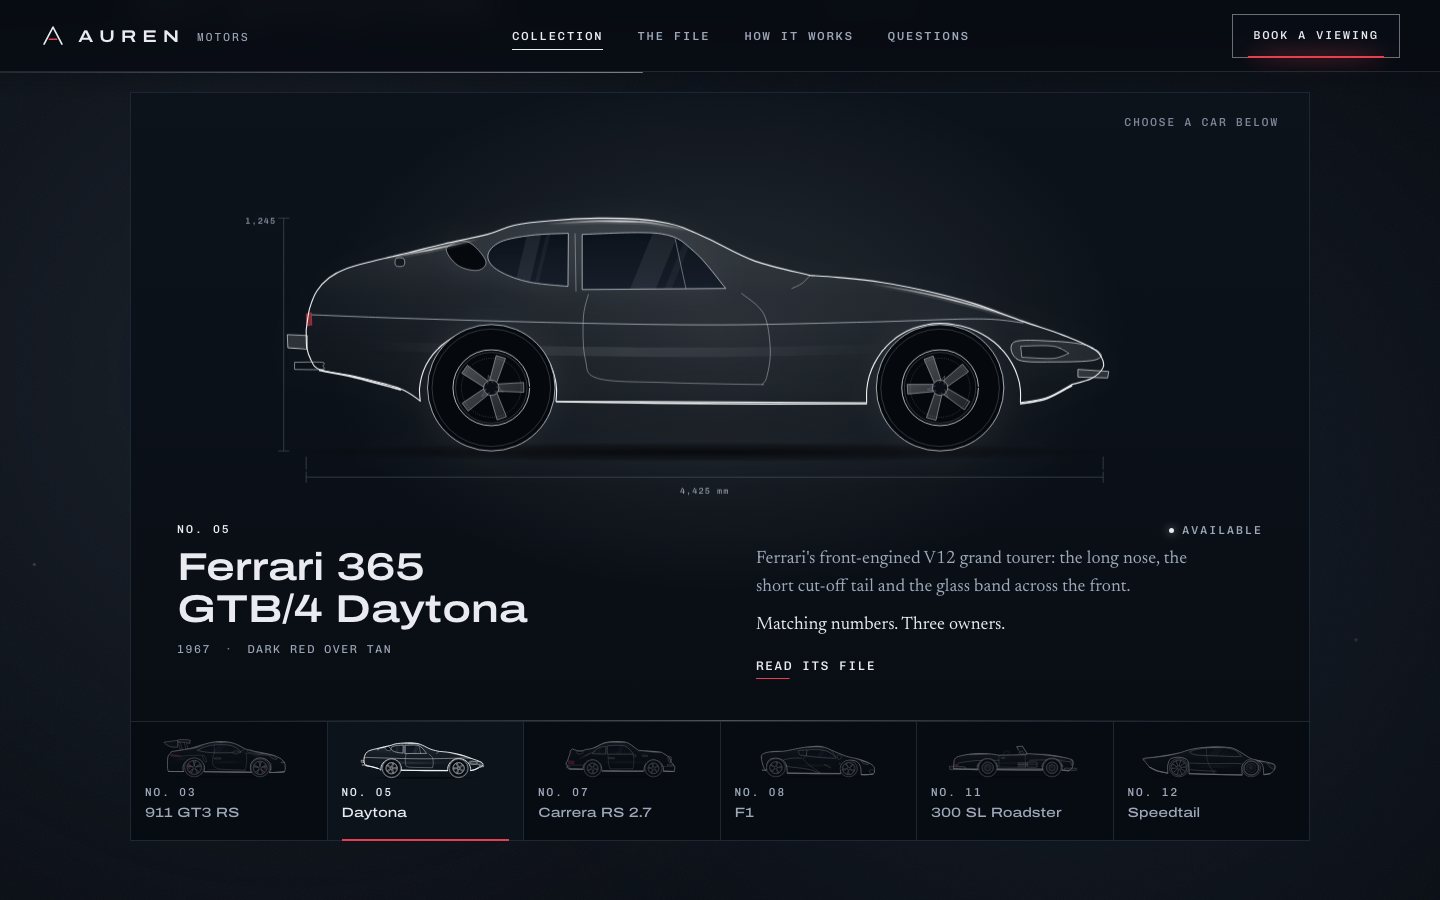 AUREN MOTORS
COLLECTION THE FILE HOW IT WORKS QUESTIONS
BOOK A VIEWING
CHOOSE A CAR BELOW
1,245
4,425 mm
NO. 05
Ferrari 365
GTB/4 Daytona
1967 · DARK RED OVER TAN
AVAILABLE
Ferrari's front-engined V12 grand tourer: the long nose, the
short cut-off tail and the glass band across the front.
Matching numbers. Three owners.
READ ITS FILE
NO. 03
911 GT3 RS
NO. 05
Daytona
NO. 07
Carrera RS 2.7
NO. 08
F1
NO. 11
300 SL Roadster
NO. 12
Speedtail